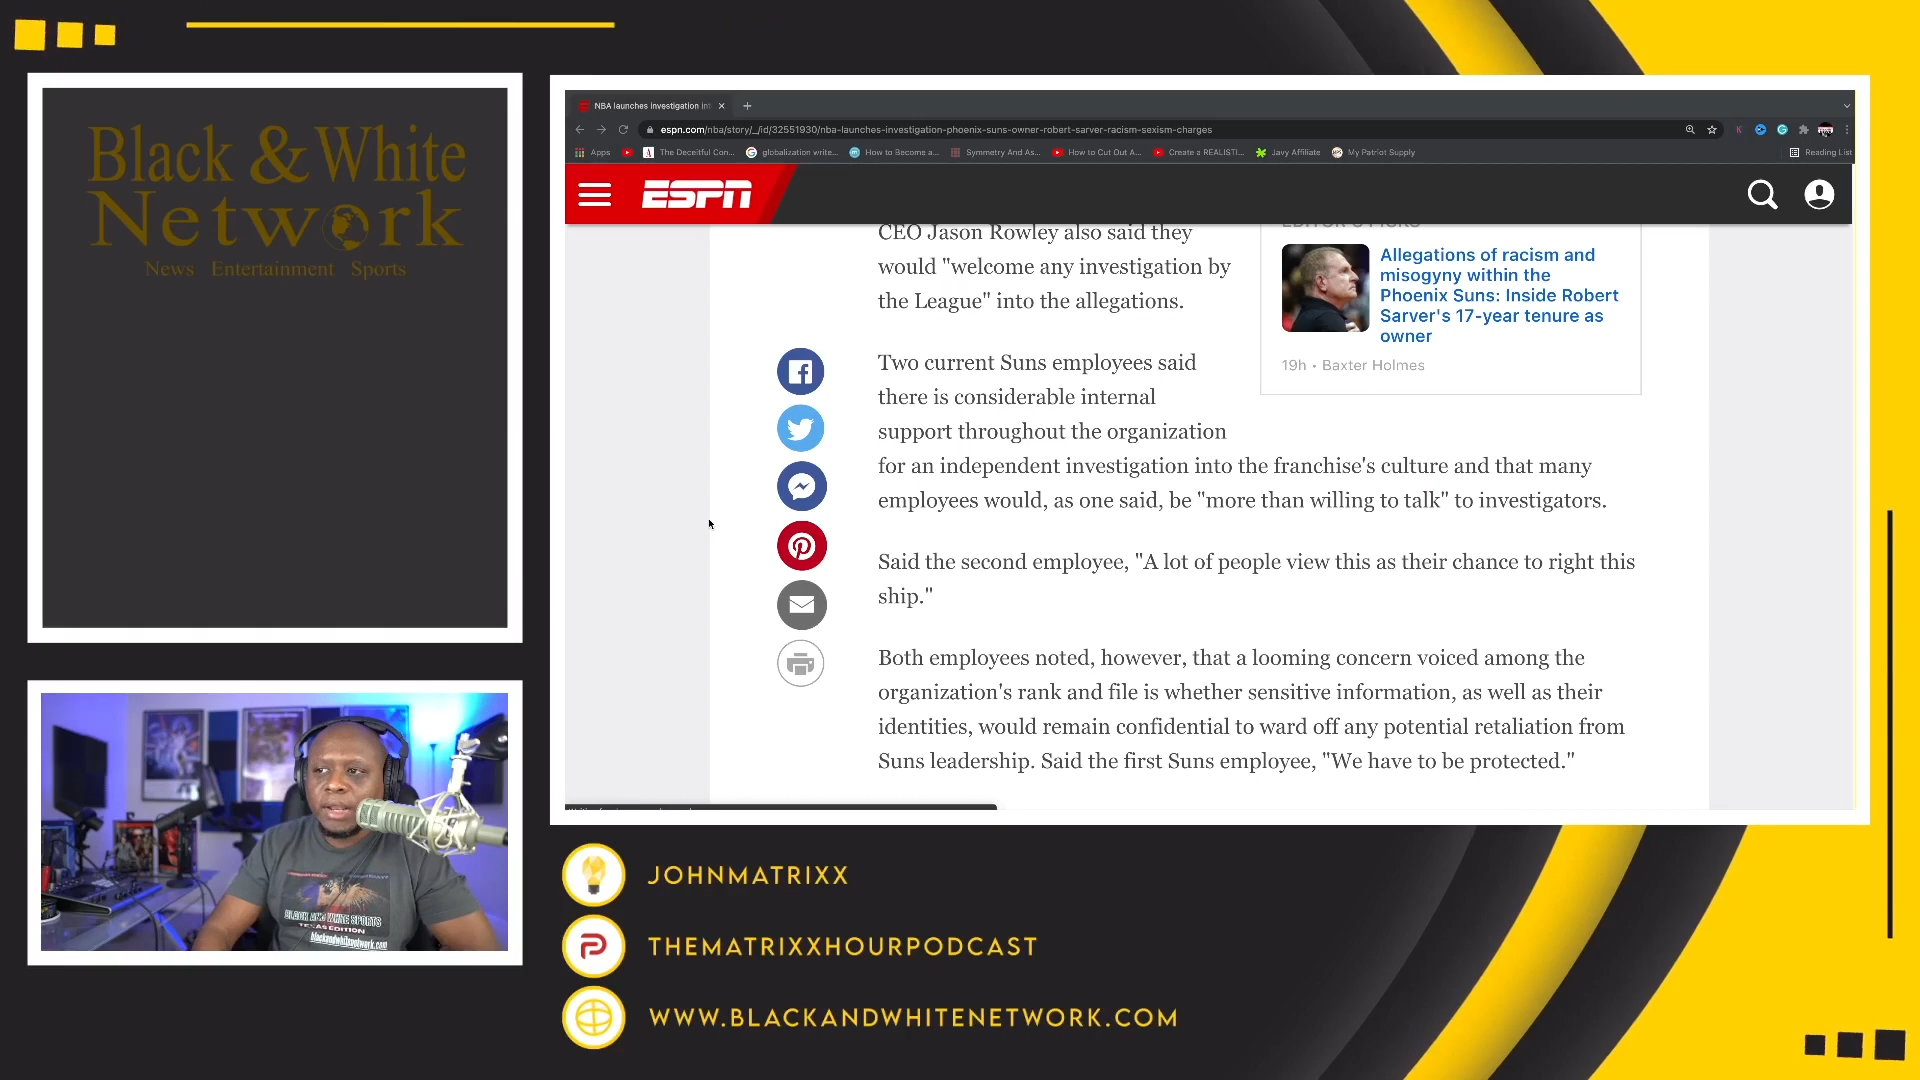 Black & White
Network
News Entertainment Sports
NBA launches investigation int
espn.com/nba/story/_/id/32551930/nba-launches-investigation-phoenix-suns-owner-robert-sarver-racism-sexism-charges
Apps
The Deceitful Con...
globalization write...
How to Become a...
Symmetry And As...
How to Cut Out A...
Create a REALISTI...
Javy Affiliate
My Patriot Supply
Reading List
ESPN
CEO Jason Rowley also said they
would "welcome any investigation by
the League" into the allegations.
EDITOR'S PICKS
Allegations of racism and
misogyny within the
Phoenix Suns: Inside Robert
Sarver's 17-year tenure as
owner
19h • Baxter Holmes
Two current Suns employees said
there is considerable internal
support throughout the organization
for an independent investigation into the franchise's culture and that many
employees would, as one said, be "more than willing to talk" to investigators.
Said the second employee, "A lot of people view this as their chance to right this
ship."
Both employees noted, however, that a looming concern voiced among the
organization's rank and file is whether sensitive information, as well as their
identities, would remain confidential to ward off any potential retaliation from
Suns leadership. Said the first Suns employee, "We have to be protected."
BLACK AND WHITE SPORTS
TEXAS EDITION
blackandwhitenetwork.com
JOHNMATRIXX
THEMATRIXXHOURPODCAST
WWW.BLACKANDWHITENETWORK.COM